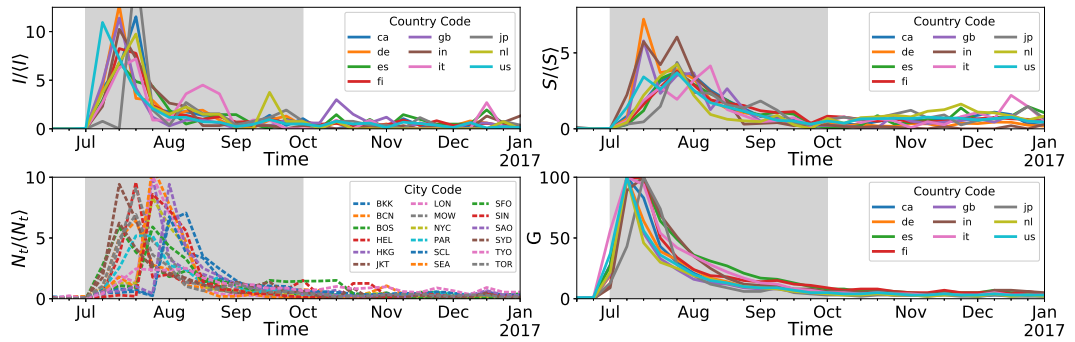 I/⟨I⟩
10
5
0
Country Code
ca gb jp
de in nl
es it us
fi
Jul Aug Sep Oct Nov Dec Jan
2017
Time
S/⟨S⟩
5
0
Country Code
ca gb jp
de in nl
es it us
fi
Jul Aug Sep Oct Nov Dec Jan
2017
Time
N_t/⟨N_t⟩
10
5
0
City Code
BKK LON SFO
BCN MOW SIN
BOS NYC SAO
HEL PAR SYD
HKG SCL TYO
JKT SEA TOR
Jul Aug Sep Oct Nov Dec Jan
2017
Time
G
100
50
0
Country Code
ca gb jp
de in nl
es it us
fi
Jul Aug Sep Oct Nov Dec Jan
2017
Time